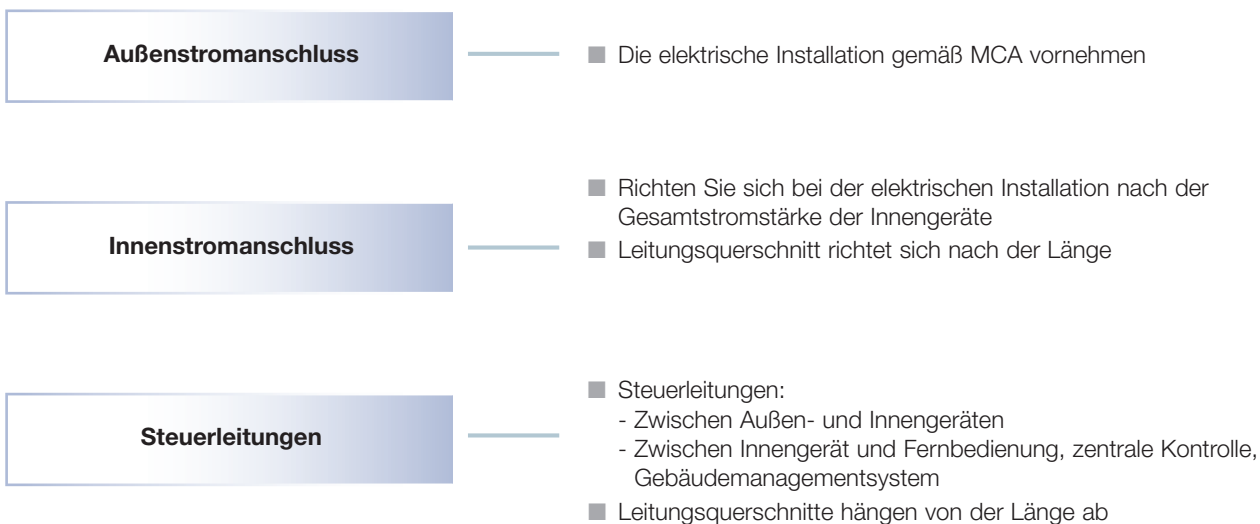 Außenstromanschluss
■ Die elektrische Installation gemäß MCA vornehmen
Innenstromanschluss
■ Richten Sie sich bei der elektrischen Installation nach der
Gesamtstromstärke der Innengeräte
■ Leitungsquerschnitt richtet sich nach der Länge
Steuerleitungen
■ Steuerleitungen:
- Zwischen Außen- und Innengeräten
- Zwischen Innengerät und Fernbedienung, zentrale Kontrolle,
Gebäudemanagementsystem
■ Leitungsquerschnitte hängen von der Länge ab